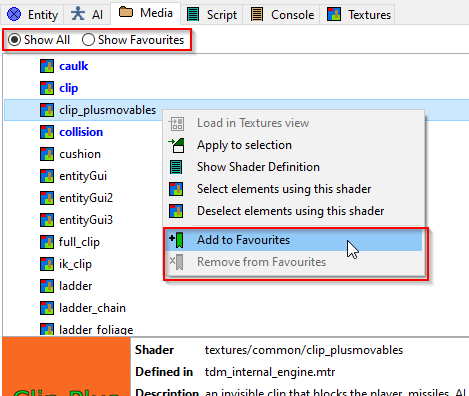 Entity AI Media Script Console Textures
Show All Show Favourites
caulk
clip
clip_plusmovables
Load in Textures view
collision
Apply to selection
cushion
Show Shader Definition
entityGui
Select elements using this shader
entityGui2
Deselect elements using this shader
entityGui3
Add to Favourites
full_clip
Remove from Favourites
ik_clip
ladder
ladder_chain
ladder_foliage
Shader textures/common/clip_plusmovables
Defined in tdm_internal_engine.mtr
Clip Plus
Description an invisible clip that blocks the player, missiles, AI